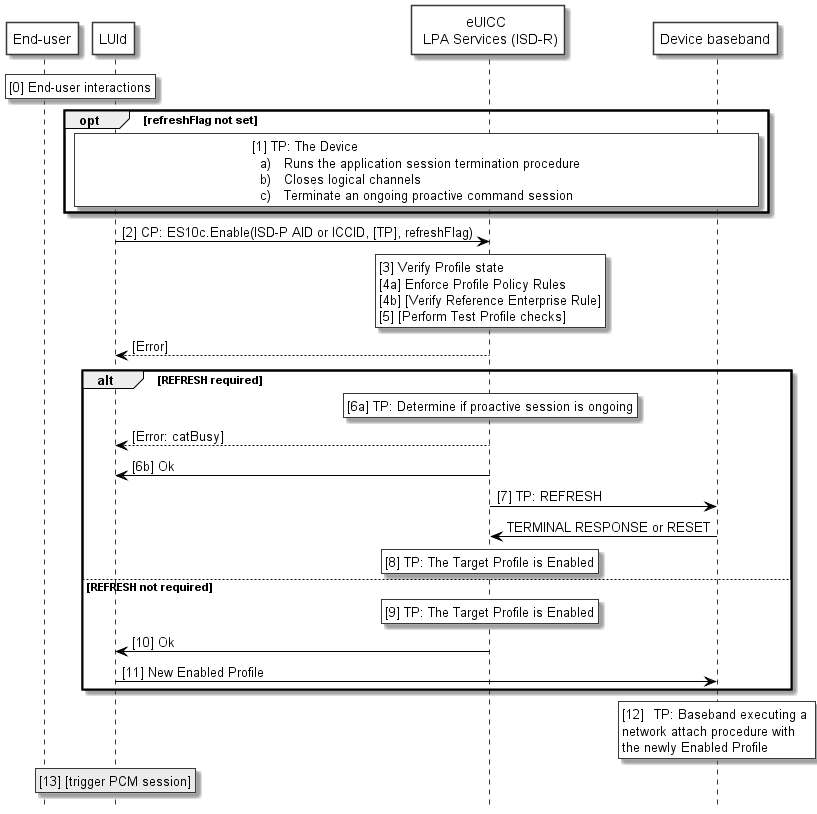 End-user
LUId
eUICC
LPA Services (ISD-R)
Device baseband
[0] End-user interactions
opt
[refreshFlag not set]
[1] TP: The Device
a) Runs the application session termination procedure
b) Closes logical channels
c) Terminate an ongoing proactive command session
[2] CP: ES10c.Enable(ISD-P AID or ICCID, [TP], refreshFlag)
[3] Verify Profile state
[4a] Enforce Profile Policy Rules
[4b] [Verify Reference Enterprise Rule]
[5] [Perform Test Profile checks]
[Error]
alt
[REFRESH required]
[6a] TP: Determine if proactive session is ongoing
[Error: catBusy]
[6b] Ok
[7] TP: REFRESH
TERMINAL RESPONSE or RESET
[8] TP: The Target Profile is Enabled
[REFRESH not required]
[9] TP: The Target Profile is Enabled
[10] Ok
[11] New Enabled Profile
[12] TP: Baseband executing a
network attach procedure with
the newly Enabled Profile
[13] [trigger PCM session]